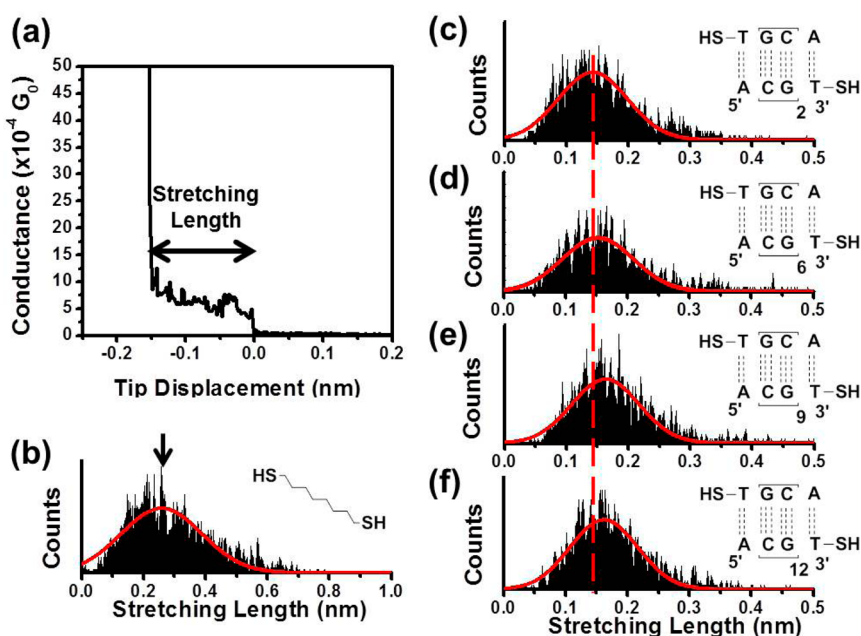 (a)
Conductance (x10⁻⁴ G₀)
50
45
40
35
30
25
20
15
10
5
0
Stretching
Length
-0.2 -0.1 0.0 0.1 0.2
Tip Displacement (nm)
(b)
Counts
HS
SH
0.0 0.2 0.4 0.6 0.8 1.0
Stretching Length (nm)
(c)
Counts
HS-T G C A
A C G T-SH
5' 2 3'
0.0 0.1 0.2 0.3 0.4 0.5
(d)
Counts
HS-T G C A
A C G T-SH
5' 6 3'
0.0 0.1 0.2 0.3 0.4 0.5
(e)
Counts
HS-T G C A
A C G T-SH
5' 9 3'
0.0 0.1 0.2 0.3 0.4 0.5
(f)
Counts
HS-T G C A
A C G T-SH
5' 12 3'
0.0 0.1 0.2 0.3 0.4 0.5
Stretching Length (nm)